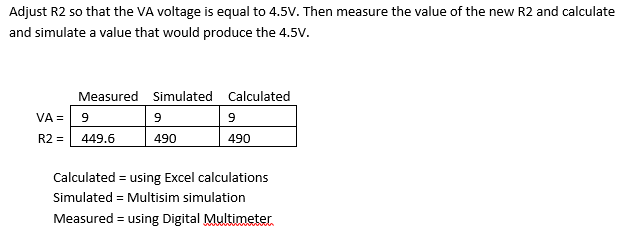 Adjust R2 so that the VA voltage is equal to 4.5V. Then measure the value of the new R2 and calculate
and simulate a value that would produce the 4.5V.
Measured Simulated Calculated
VA = 9 9 9
R2 = 449.6 490 490
Calculated = using Excel calculations
Simulated = Multisim simulation
Measured = using Digital Multimeter